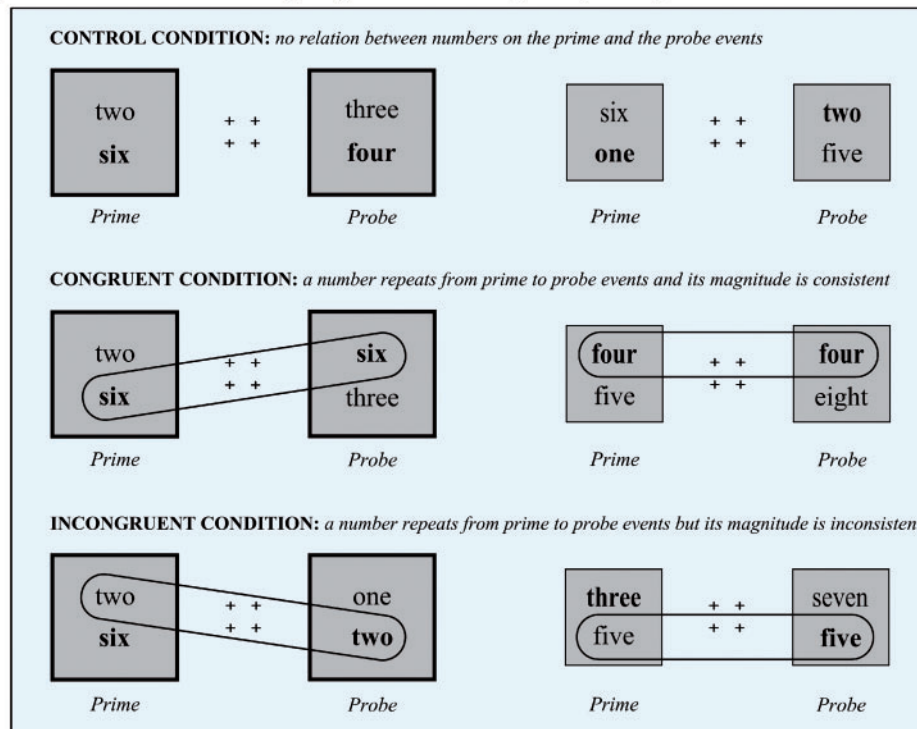 CONTROL CONDITION: no relation between numbers on the prime and the probe events
two three six two
six four one five
+ + + +
+ + + +
Prime Probe Prime Probe
CONGRUENT CONDITION: a number repeats from prime to probe events and its magnitude is consistent
two six four four
six three five eight
+ + + +
+ + + +
Prime Probe Prime Probe
INCONGRUENT CONDITION: a number repeats from prime to probe events but its magnitude is inconsisten
two one three seven
six two five five
+ + + +
+ + + +
Prime Probe Prime Probe